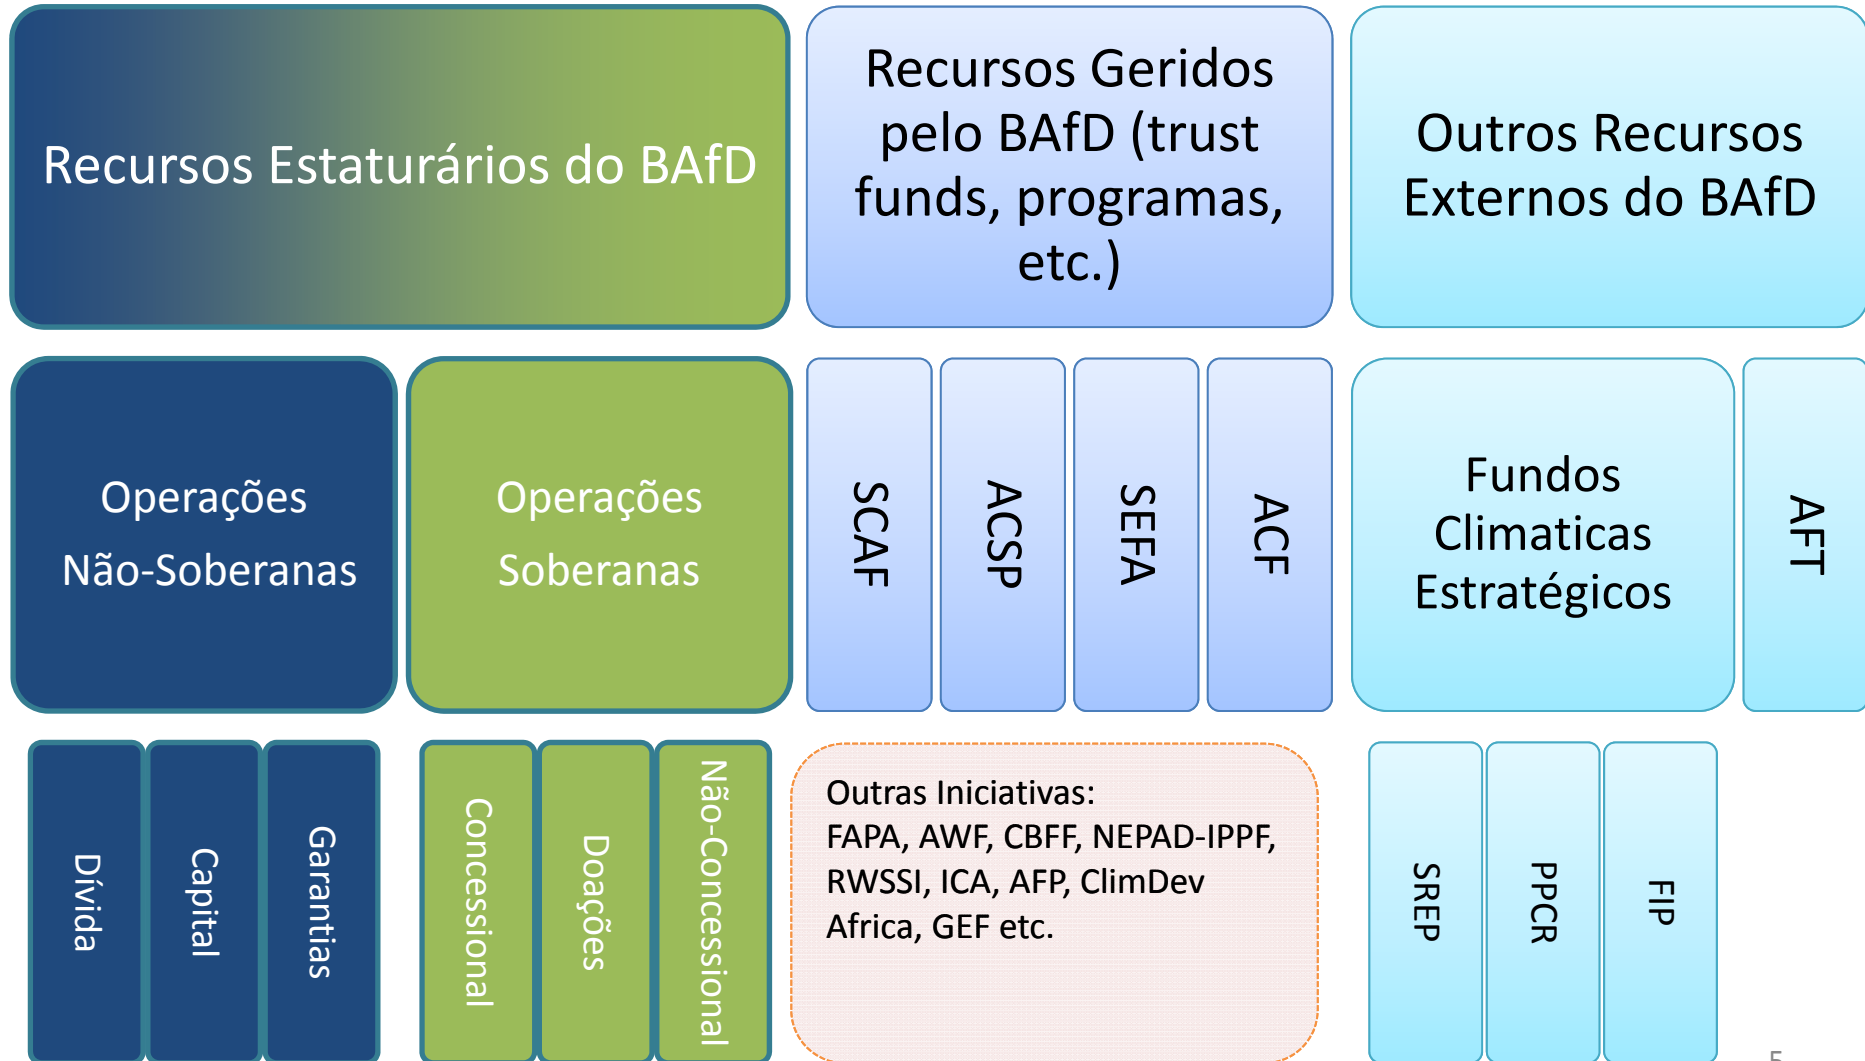 Recursos Estaturários do BAfD
Recursos Geridos
pelo BAfD (trust
funds, programas,
etc.)
Outros Recursos
Externos do BAfD
Operações
Não-Soberanas
Operações
Soberanas
SCAF
ACSP
SEFA
ACF
Fundos
Climaticas
Estratégicos
AFT
Dívida
Capital
Garantias
Concessional
Doações
Não-Concessional
Outras Iniciativas:
FAPA, AWF, CBFF, NEPAD-IPPF,
RWSSI, ICA, AFP, ClimDev
Africa, GEF etc.
SREP
PPCR
FIP
5